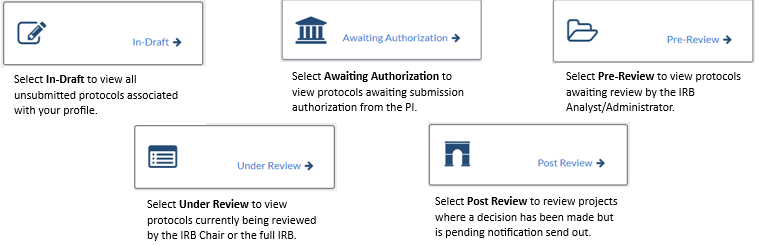 In-Draft →
Select In-Draft to view all
unsubmitted protocols associated
with your profile.
Awaiting Authorization →
Select Awaiting Authorization to
view protocols awaiting submission
authorization from the PI.
Pre-Review →
Select Pre-Review to view protocols
awaiting review by the IRB
Analyst/Administrator.
Under Review →
Select Under Review to view
protocols currently being reviewed
by the IRB Chair or the full IRB.
Post Review →
Select Post Review to review projects
where a decision has been made but
is pending notification send out.